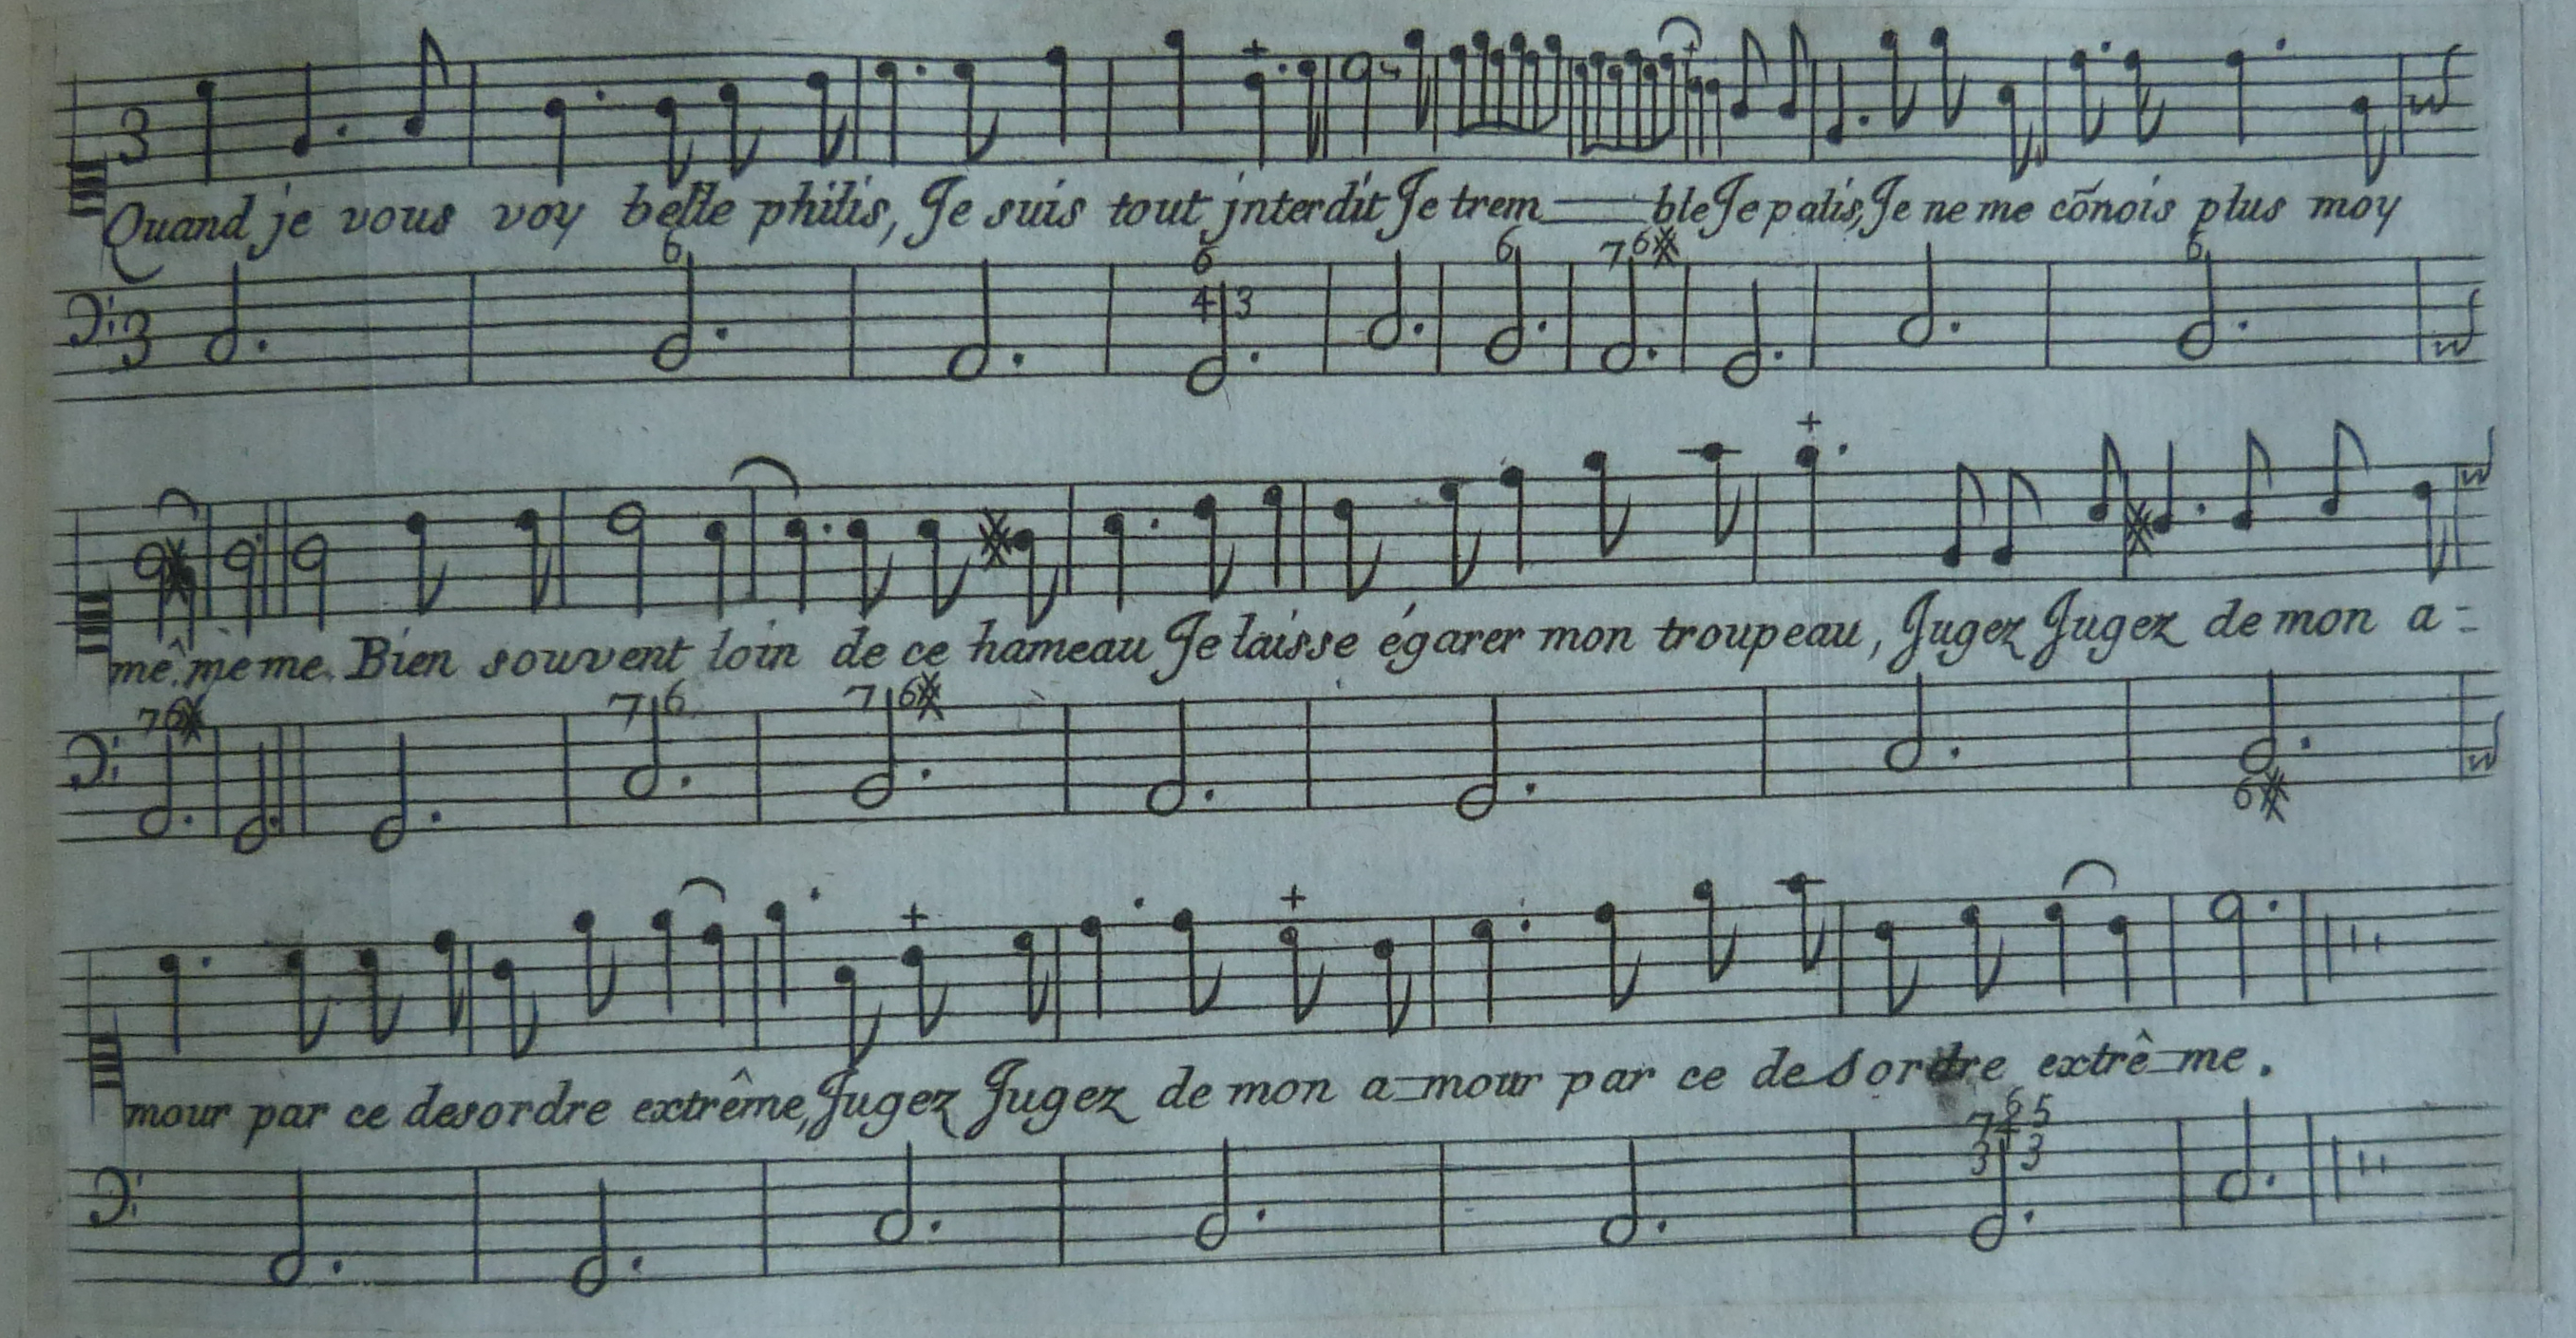 3
Quand je vous voy belle philis, Je suis tout jnterdit Je trem——ble Je palis, Je ne me cõnois plus moy
6 6 6 7 6 6
4 3
3
mê. me me. Bien souvent loin de ce hameau Je laisse égarer mon troupeau, Jugez Jugez de mon a-
7 6 7 6 7 6
6
mour par ce desordre extrême, Jugez Jugez de mon a-mour par ce desordre extrê-me.
7 6 5
3 4 3